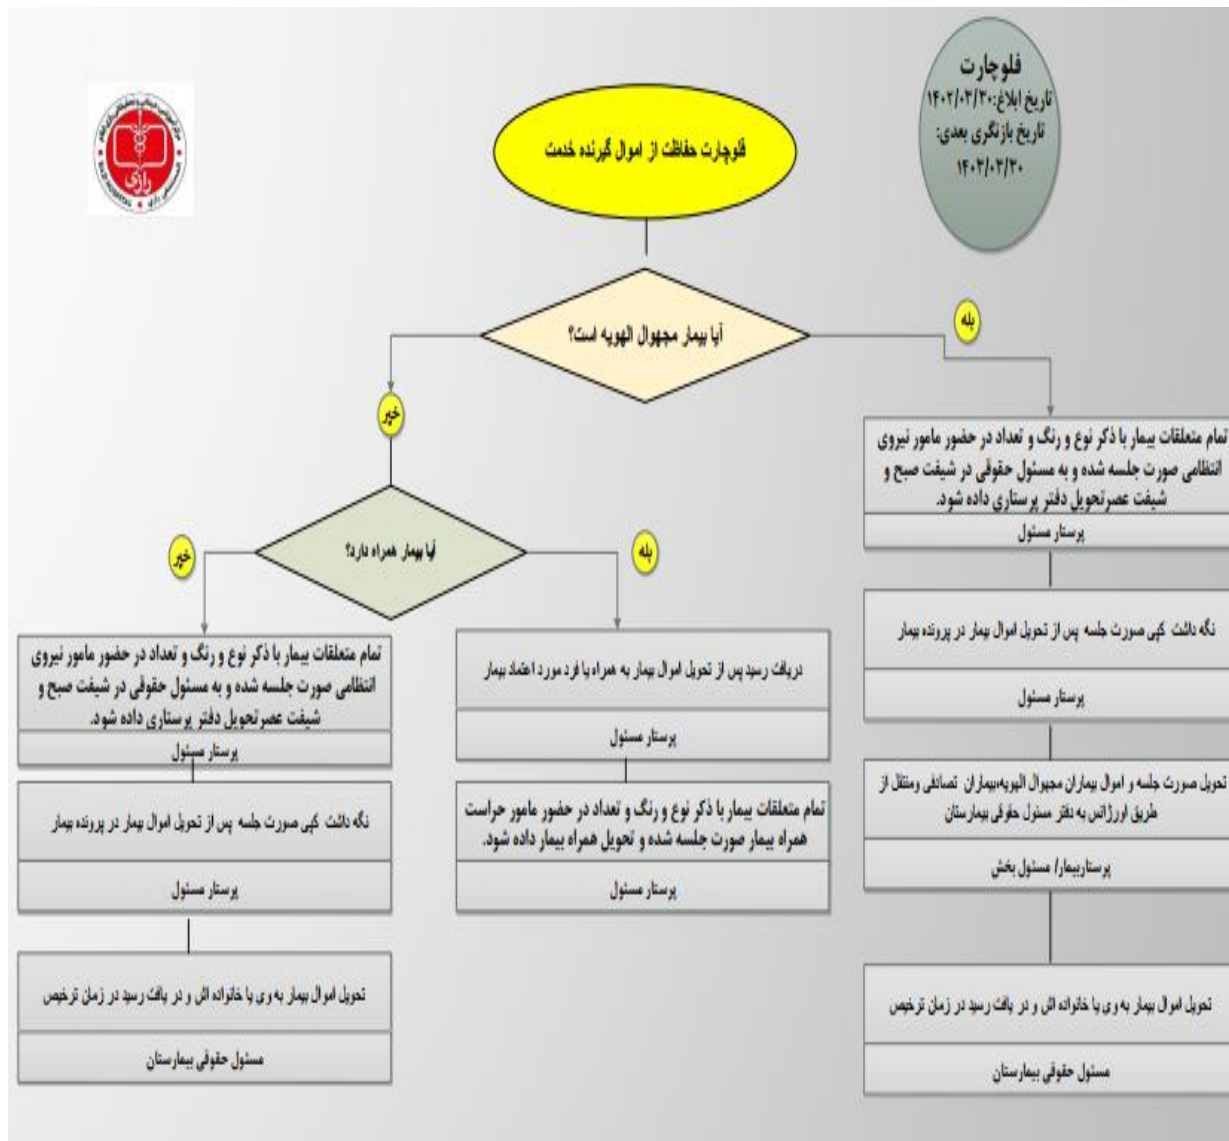 فلوچارت
تاریخ ابلاغ:۱۴۰۲/۰۳/۳۰
تاریخ بازنگری بعدی:
۱۴۰۳/۰۳/۳۰
رازی
RAZI HOSPITAL
فلوچارت حفاظت از اموال گیرنده خدمت
آیا بیمار مجهوال الهویه است؟
بله
خیر
تمام متعلقات بیمار با ذکر نوع و رنگ و تعداد در حضور مامور نیروی
انتظامی صورت جلسه شده و به مسئول حقوقی در شیفت صبح و
شیفت عصرتحویل دفتر پرستاری داده شود.
پرستار مسئول
نگه داشت کپی صورت جلسه پس از تحویل اموال بیمار در پرونده بیمار
پرستار مسئول
تحویل صورت جلسه و اموال بیماران مجهوال الهویه،بیماران تصادفی ومنتقل از
طریق اورژانس به دفتر مسئول حقوقی بیمارستان
پرستاربیمار/ مسئول بخش
تحویل اموال بیمار به وی یا خانواده اش و در یافت رسید در زمان ترخیص
مسئول حقوقی بیمارستان
آیا بیمار همراه دارد؟
بله
خیر
دریافت رسید پس از تحویل اموال بیمار به همراه یا فرد مورد اعتماد بیمار
پرستار مسئول
تمام متعلقات بیمار با ذکر نوع و رنگ و تعداد در حضور مامور حراست
همراه بیمار صورت جلسه شده و تحویل همراه بیمار داده شود.
پرستار مسئول
تمام متعلقات بیمار با ذکر نوع و رنگ و تعداد در حضور مامور نیروی
انتظامی صورت جلسه شده و به مسئول حقوقی در شیفت صبح و
شیفت عصرتحویل دفتر پرستاری داده شود.
پرستار مسئول
نگه داشت کپی صورت جلسه پس از تحویل اموال بیمار در پرونده بیمار
پرستار مسئول
تحویل اموال بیمار به وی یا خانواده اش و در یافت رسید در زمان ترخیص
مسئول حقوقی بیمارستان